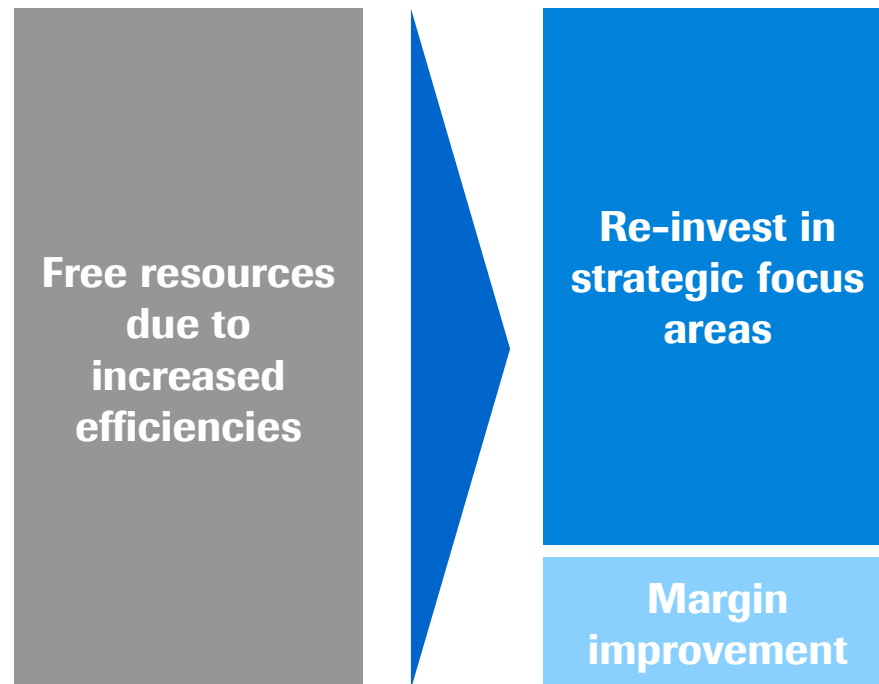 Free resources
due to
increased
efficiencies
Re-invest in
strategic focus
areas
Margin
improvement